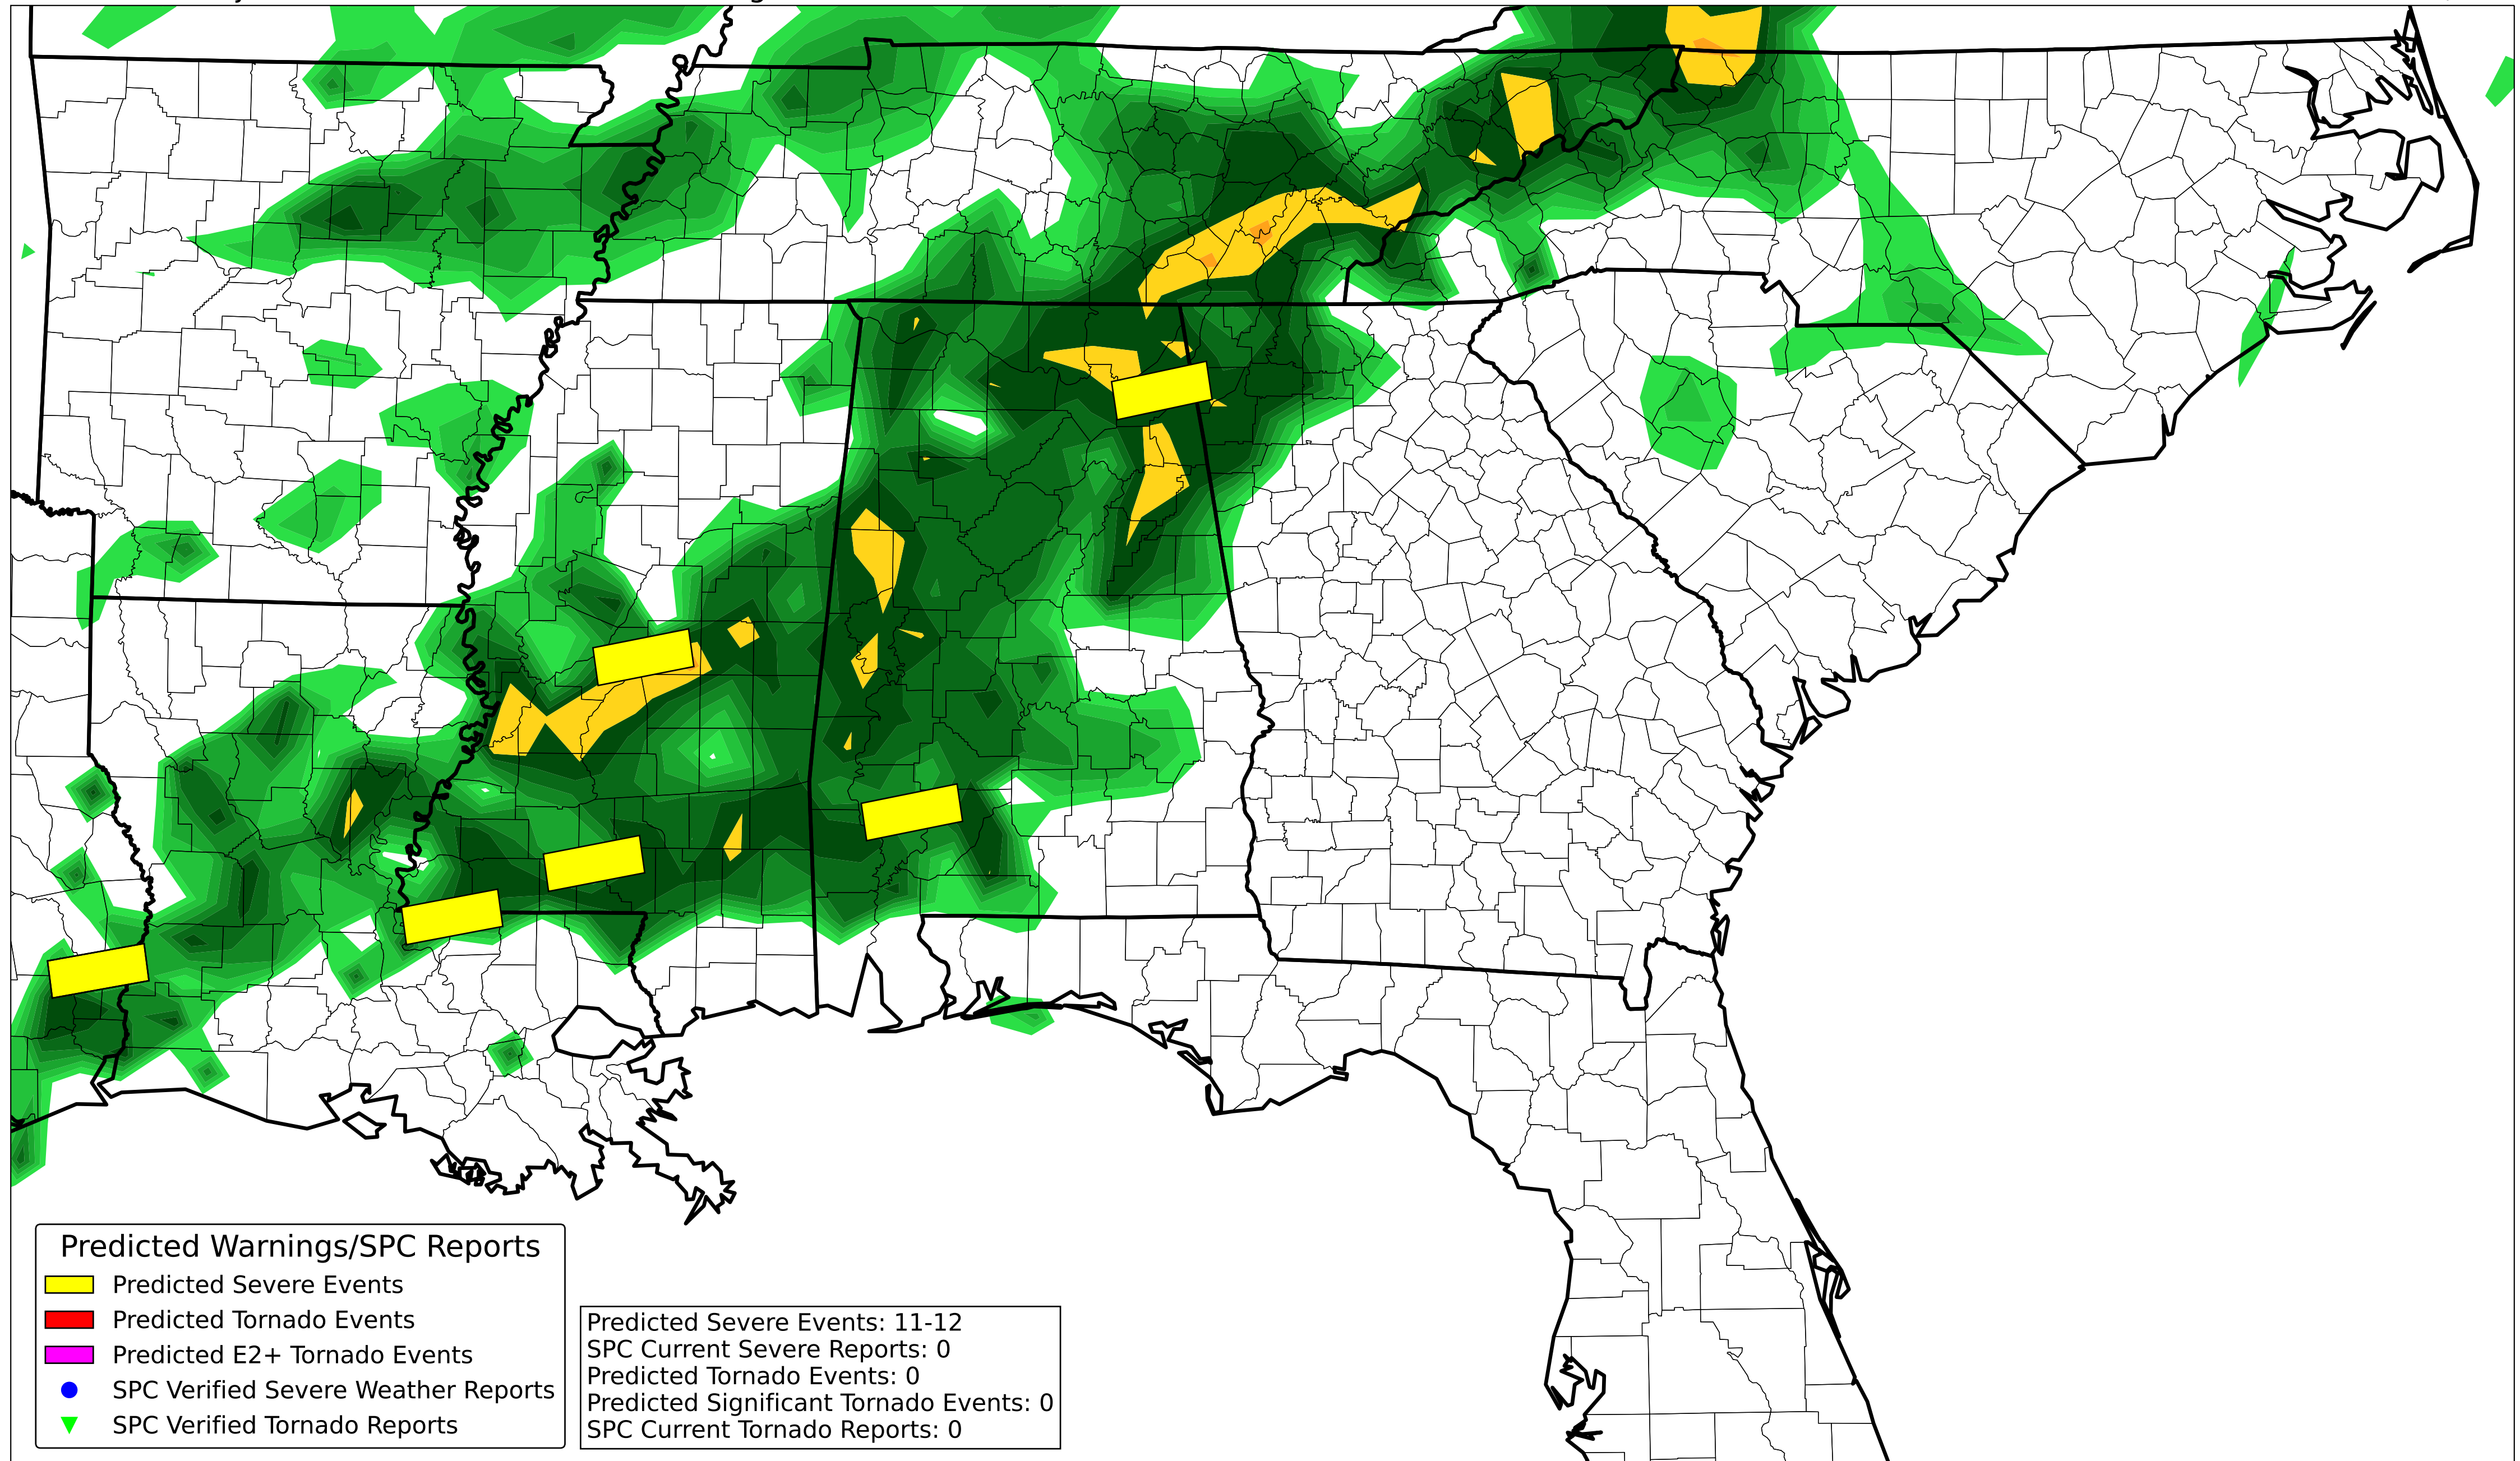 Predicted Warnings/SPC Reports
Predicted Severe Events
Predicted Tornado Events
Predicted E2+ Tornado Events
SPC Verified Severe Weather Reports
SPC Verified Tornado Reports
Predicted Severe Events: 11-12
SPC Current Severe Reports: 0
Predicted Tornado Events: 0
Predicted Significant Tornado Events: 0
SPC Current Tornado Reports: 0